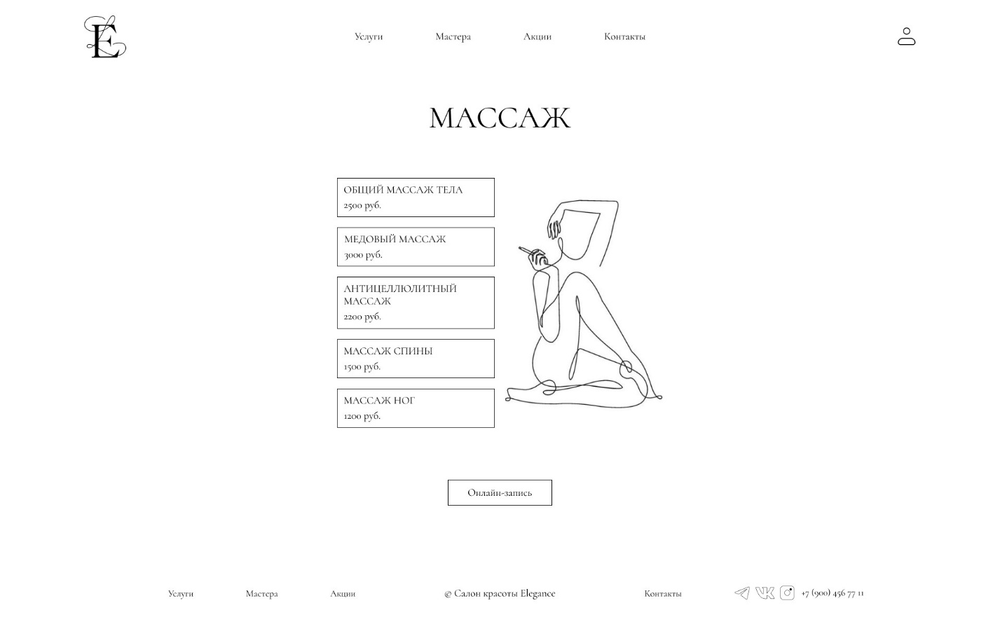 E
Услуги
Мастера
Акции
Контакты
МАССАЖ
ОБЩИЙ МАССАЖ ТЕЛА
2500 руб.
МЕДОВЫЙ МАССАЖ
3000 руб.
АНТИЦЕЛЛЮЛИТНЫЙ
МАССАЖ
2200 руб.
МАССАЖ СПИНЫ
1500 руб.
МАССАЖ НОГ
1200 руб.
Онлайн-запись
Услуги
Мастера
Акции
© Салон красоты Elegance
Контакты
+7 (900) 456 77 11